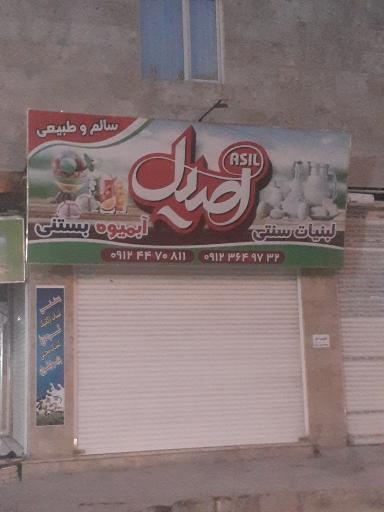 سالم و طبیعی
ASIL
اصیل
لبنیات سنتی
آبمیوه بستنی
۰۹۱۲ ۴۴ ۷۰ ۸۱۱
۰۹۱۲ ۳۶۴ ۹۷ ۳۲